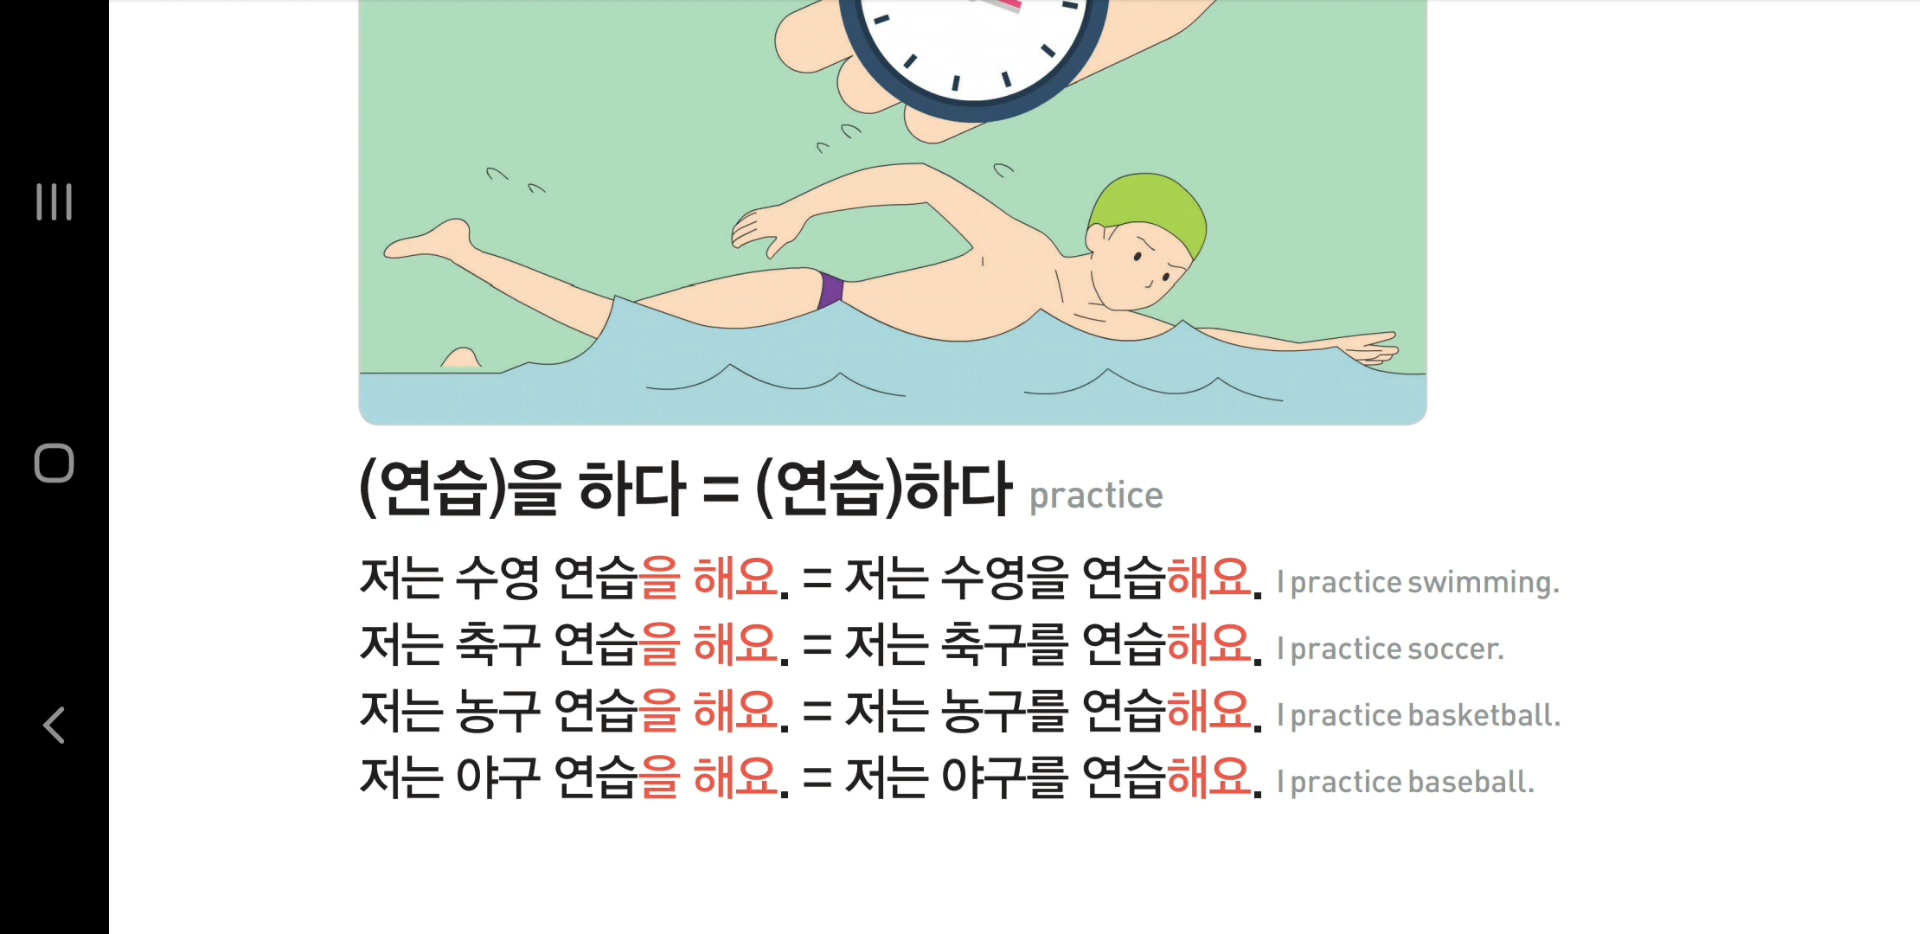 (연습)을 하다 = (연습)하다 practice
저는 수영 연습을 해요. = 저는 수영을 연습해요. I practice swimming.
저는 축구 연습을 해요. = 저는 축구를 연습해요. I practice soccer.
저는 농구 연습을 해요. = 저는 농구를 연습해요. I practice basketball.
저는 야구 연습을 해요. = 저는 야구를 연습해요. I practice baseball.